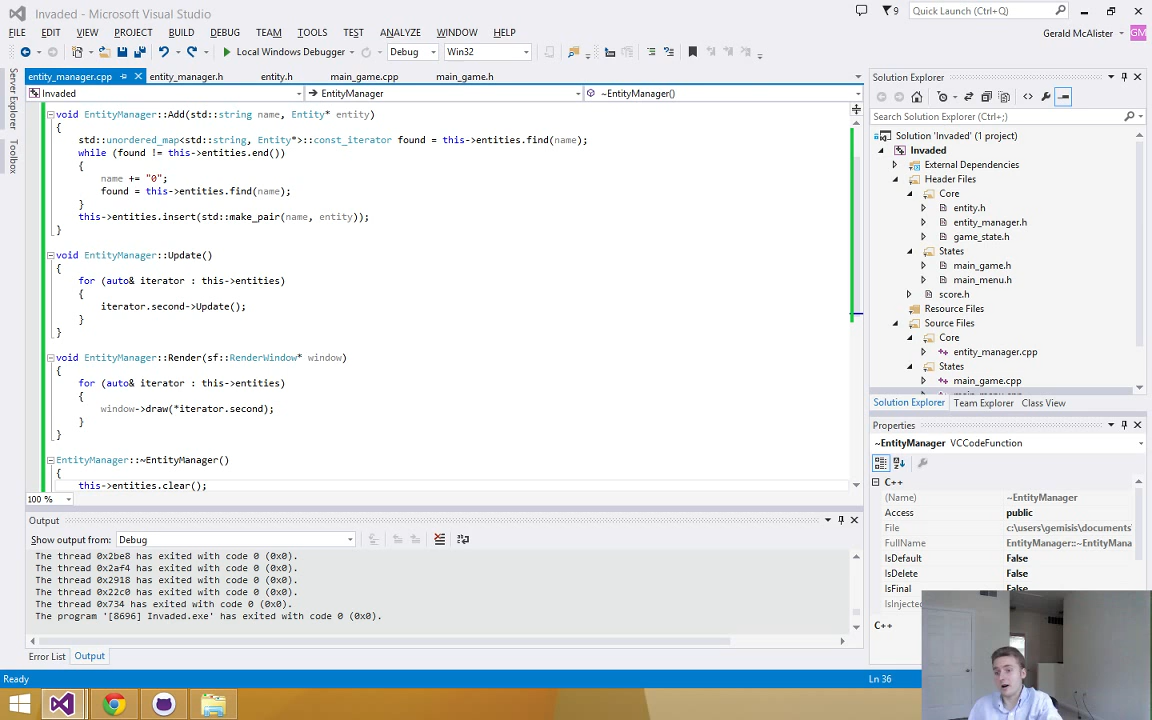 Invaded - Microsoft Visual Studio
9
Quick Launch (Ctrl+;)
FILE EDIT VIEW PROJECT BUILD DEBUG TEAM TOOLS TEST ANALYZE WINDOW HELP
Gerald McAlister GM
Local Windows Debugger Debug Win32
Server Explorer
Toolbox
entity_manager.cpp entity_manager.h entity.h main_game.cpp main_game.h
Invaded EntityManager ~EntityManager()
void EntityManager::Add(std::string name, Entity* entity)
{
std::unordered_map<std::string, Entity*>::const_iterator found = this->entities.find(name);
while (found != this->entities.end())
{
name += "0";
found = this->entities.find(name);
}
this->entities.insert(std::make_pair(name, entity));
}
void EntityManager::Update()
{
for (auto& iterator : this->entities)
{
iterator.second->Update();
}
}
void EntityManager::Render(sf::RenderWindow* window)
{
for (auto& iterator : this->entities)
{
window->draw(*iterator.second);
}
}
EntityManager::~EntityManager()
{
this->entities.clear();
100 %
Output
Show output from: Debug
The thread 0x2be8 has exited with code 0 (0x0).
The thread 0x2af4 has exited with code 0 (0x0).
The thread 0x2918 has exited with code 0 (0x0).
The thread 0x22c0 has exited with code 0 (0x0).
The thread 0x734 has exited with code 0 (0x0).
The program '[8696] Invaded.exe' has exited with code 0 (0x0).
Error List Output
Ready Ln 36
Solution Explorer
Search Solution Explorer (Ctrl+;)
Solution 'Invaded' (1 project)
Invaded
External Dependencies
Header Files
Core
entity.h
entity_manager.h
game_state.h
States
main_game.h
main_menu.h
score.h
Resource Files
Source Files
Core
entity_manager.cpp
States
main_game.cpp
Solution Explorer Team Explorer Class View
Properties
~EntityManager VCCodeFunction
C++
(Name) ~EntityManager
Access public
File c:\users\gemisis\documents
FullName EntityManager::~EntityMana
IsDefault False
IsDelete False
IsFinal False
IsInjected
C++